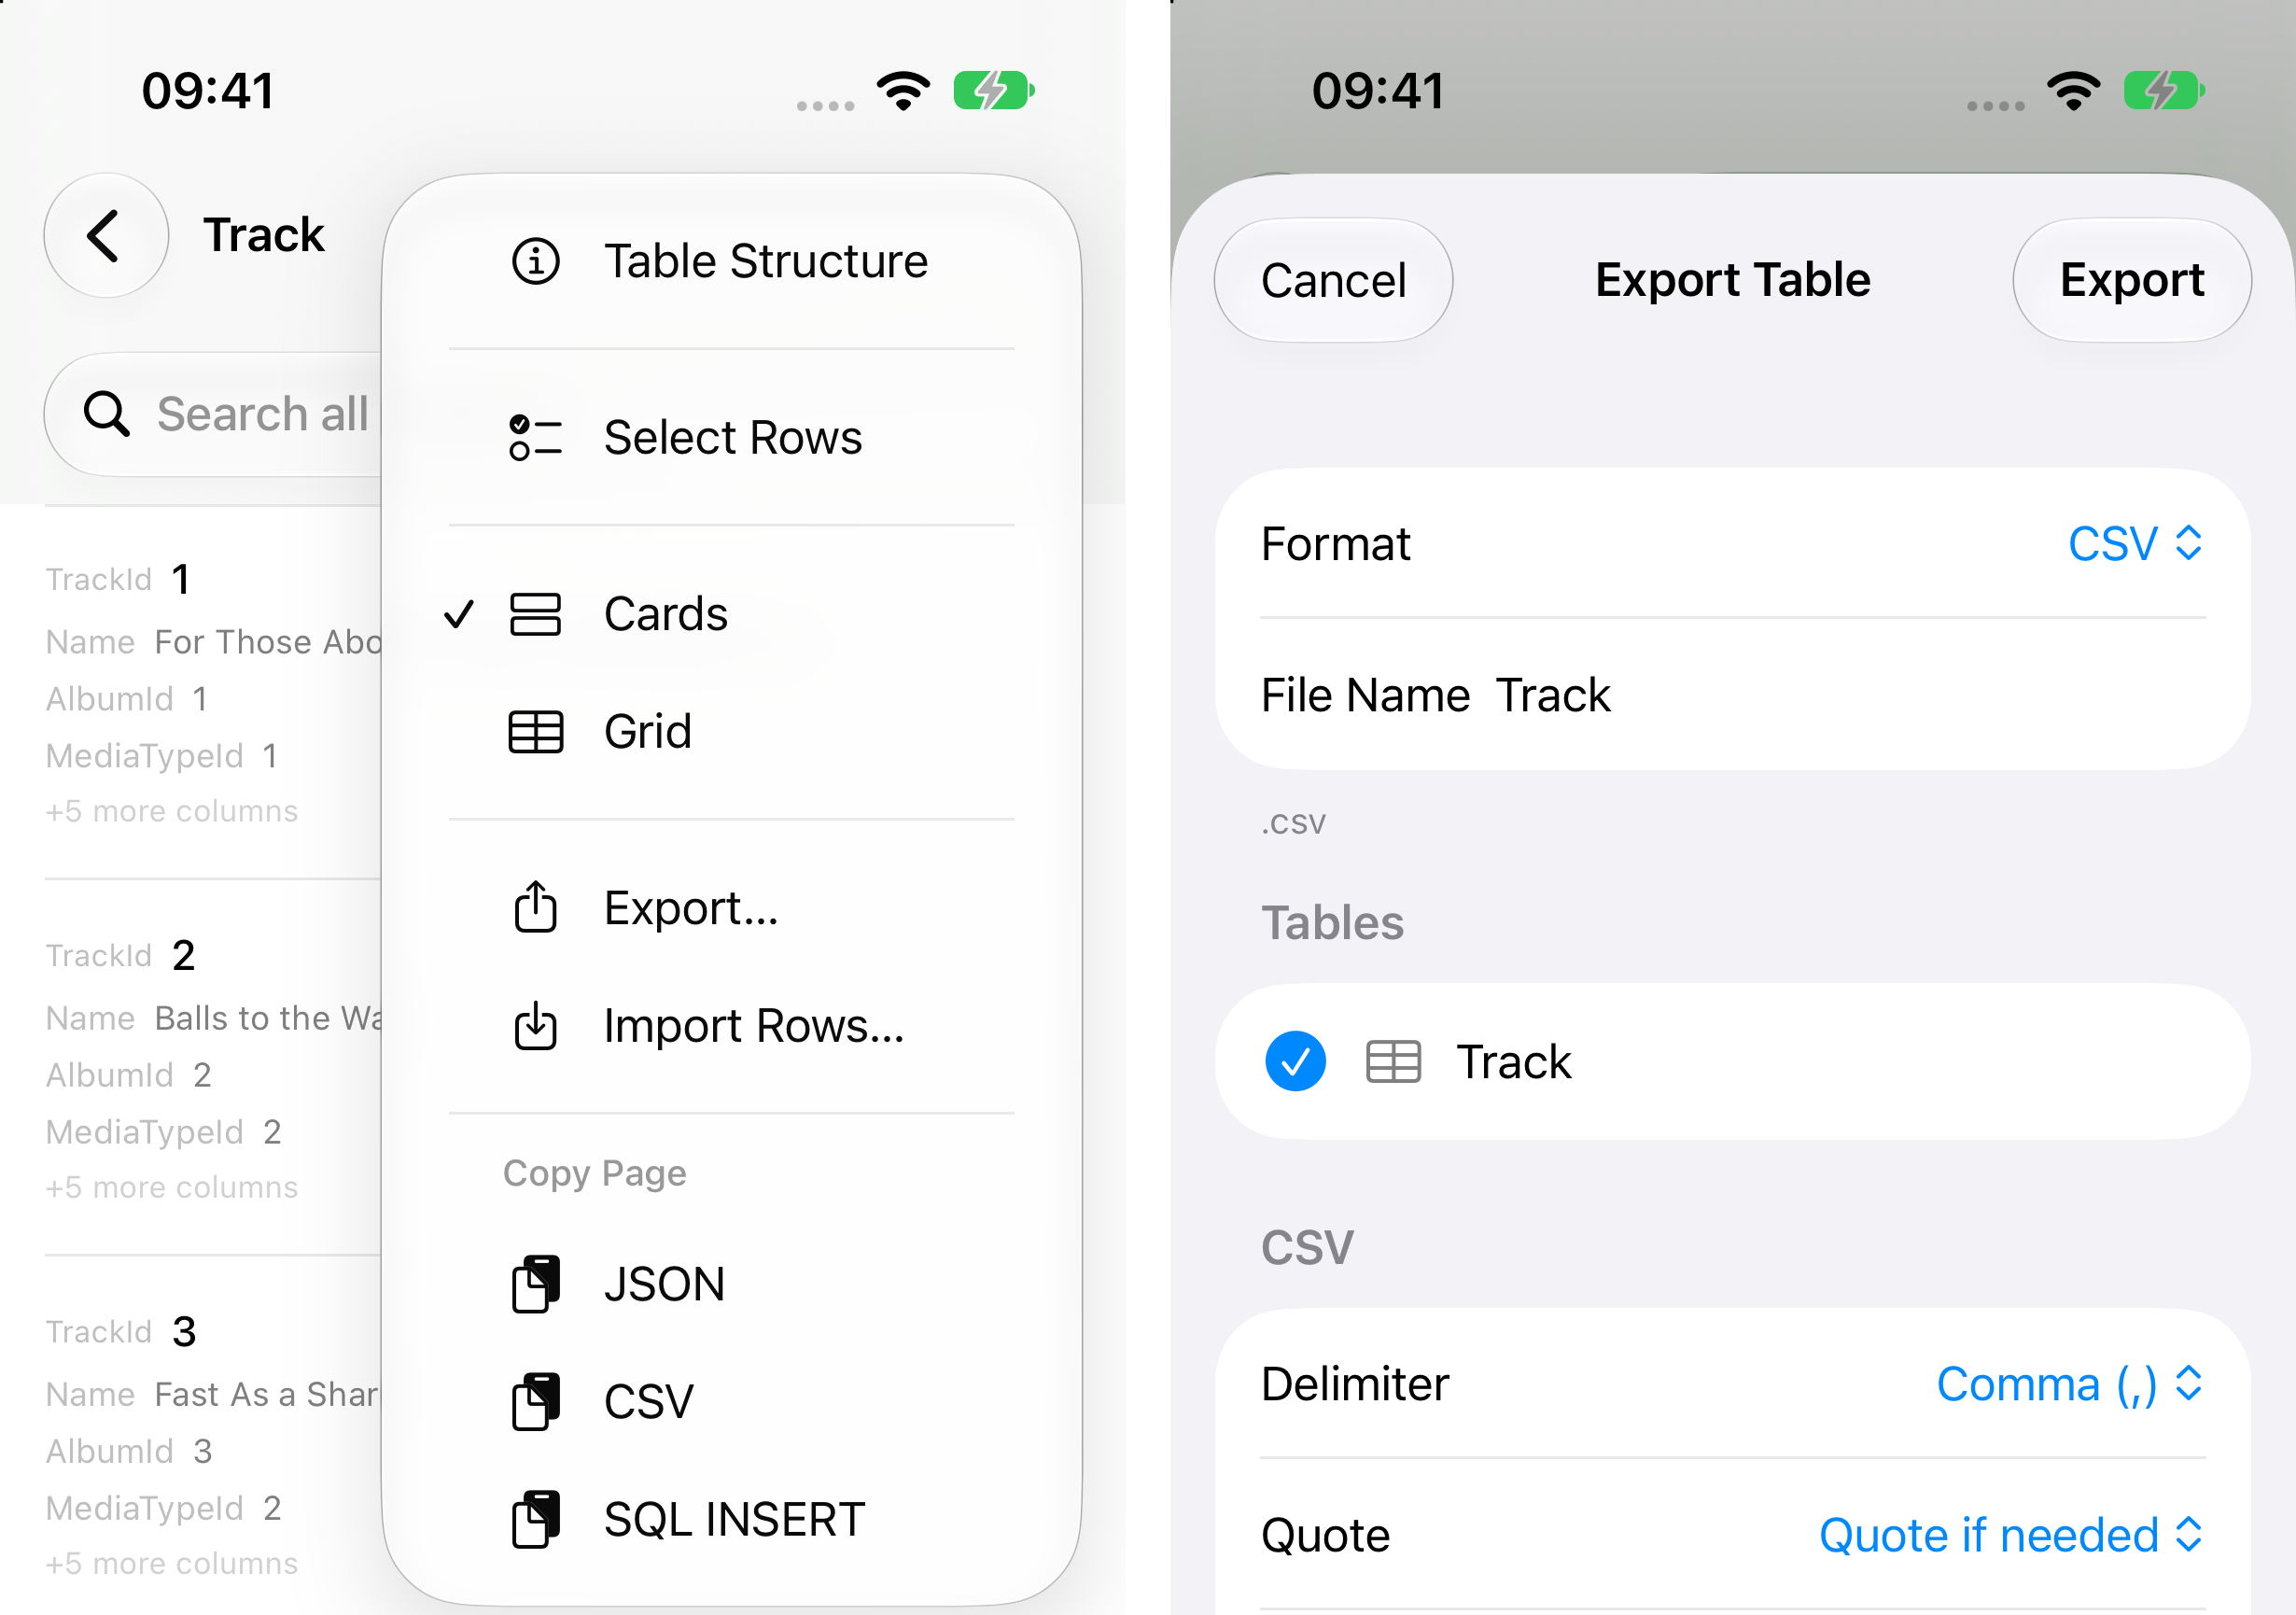 09:41
Track
Search all
TrackId 1
Name For Those Abo
AlbumId 1
MediaTypeId 1
+5 more columns
TrackId 2
Name Balls to the Wa
AlbumId 2
MediaTypeId 2
+5 more columns
TrackId 3
Name Fast As a Shar
AlbumId 3
MediaTypeId 2
+5 more columns
Table Structure
Select Rows
Cards
Grid
Export...
Import Rows...
Copy Page
JSON
CSV
SQL INSERT
09:41
Cancel
Export Table
Export
Format CSV
File Name Track
.csv
Tables
Track
CSV
Delimiter Comma (,)
Quote Quote if needed